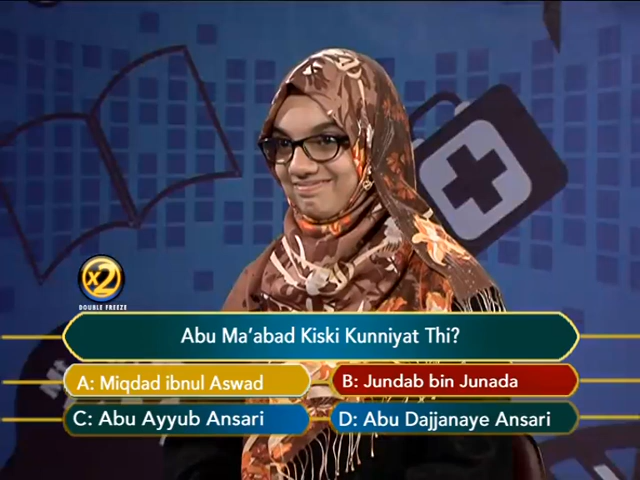 x2
DOUBLE FREEZE
Abu Ma'abad Kiski Kunniyat Thi?
A: Miqdad ibnul Aswad
B: Jundab bin Junada
C: Abu Ayyub Ansari
D: Abu Dajjanaye Ansari